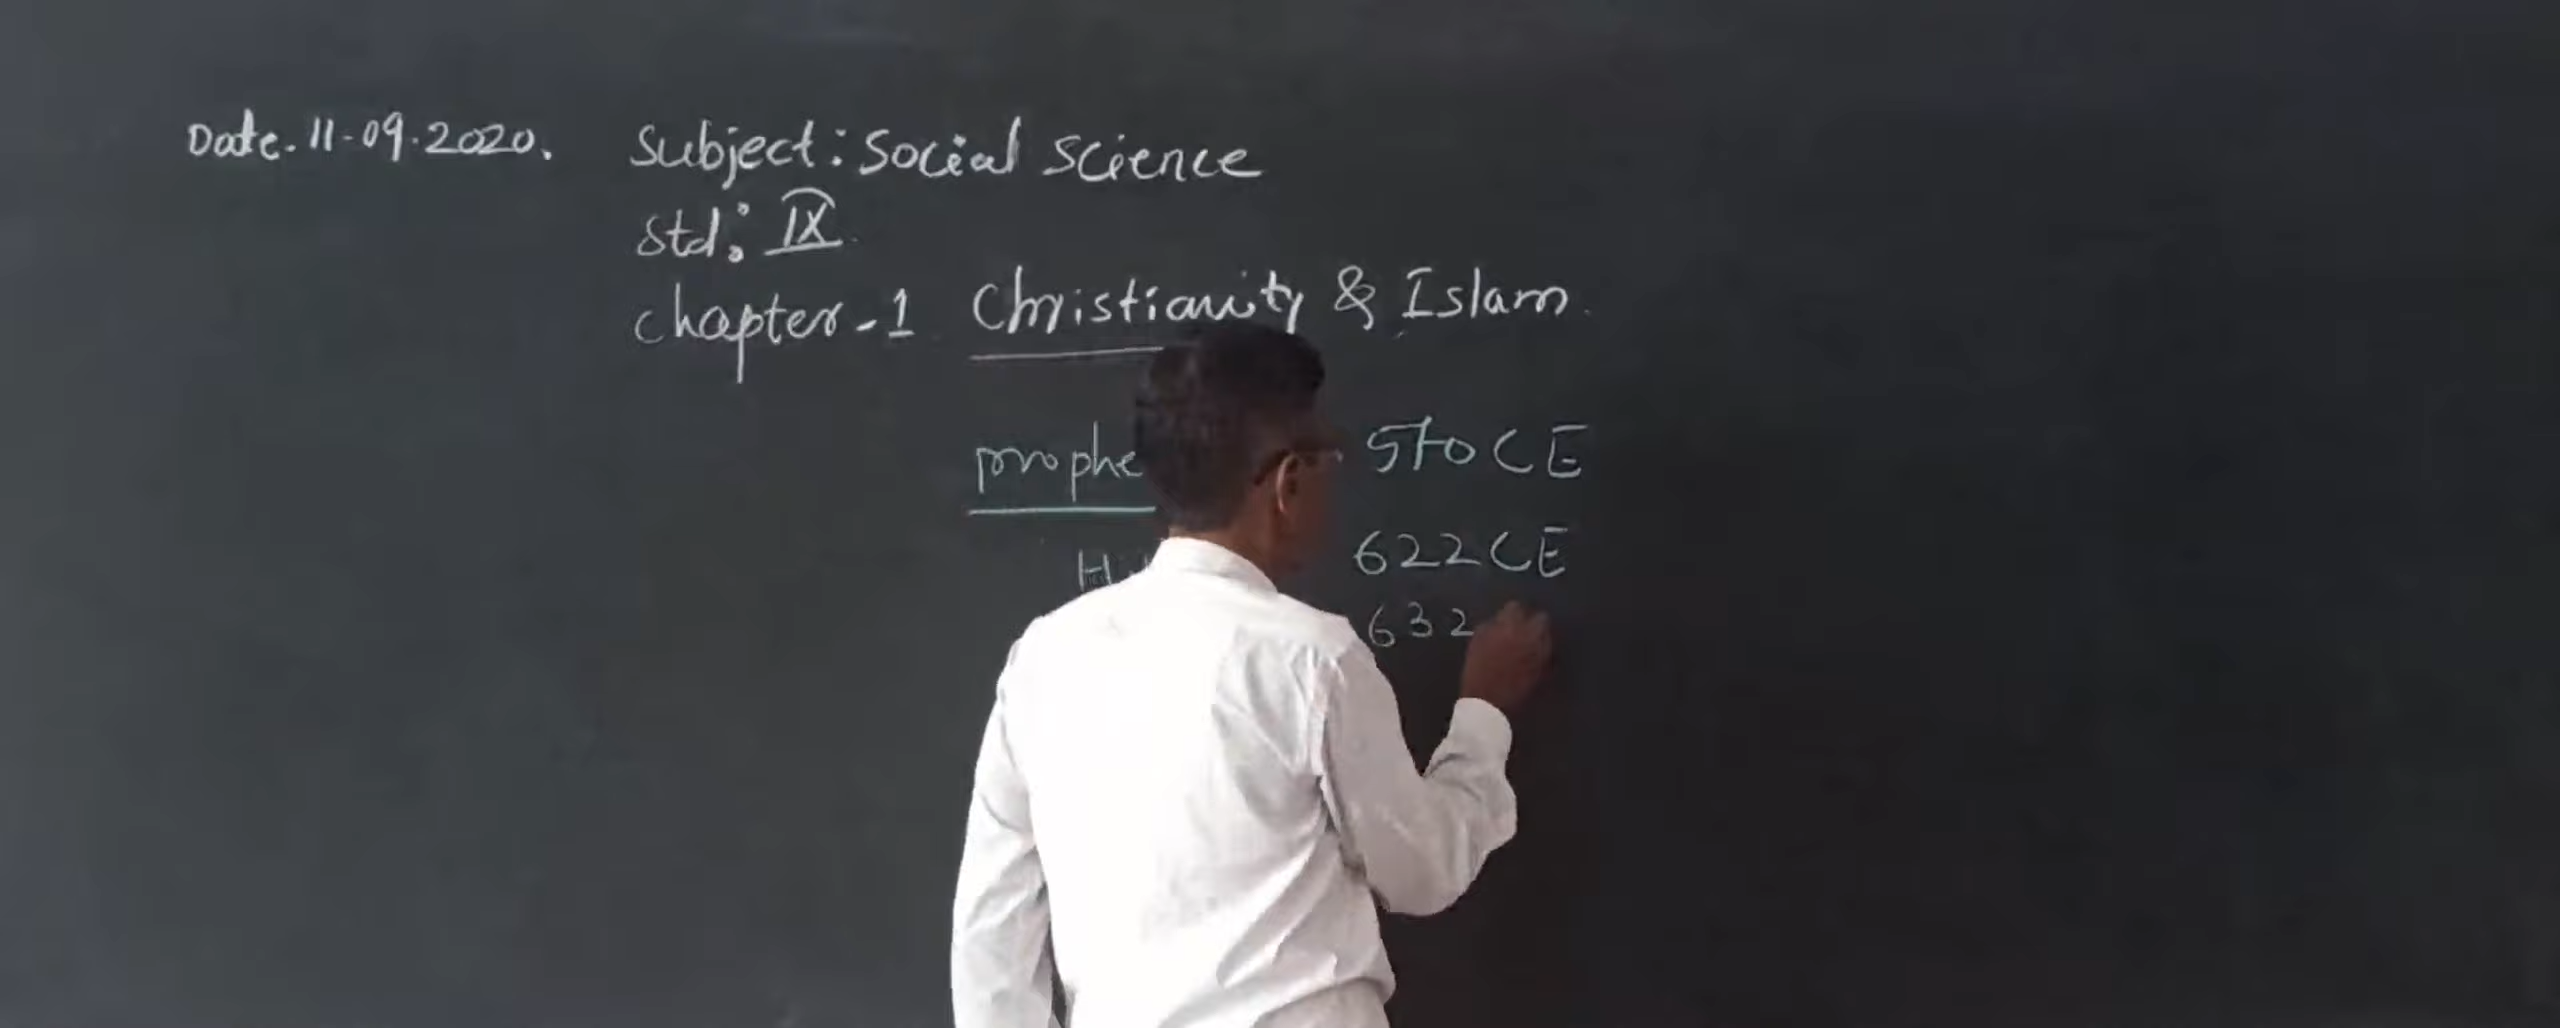 Date. 11-09.2020. Subject: Social Science
Std: IX
Chapter-1 Christianity & Islam.
570 CE
622 CE
632